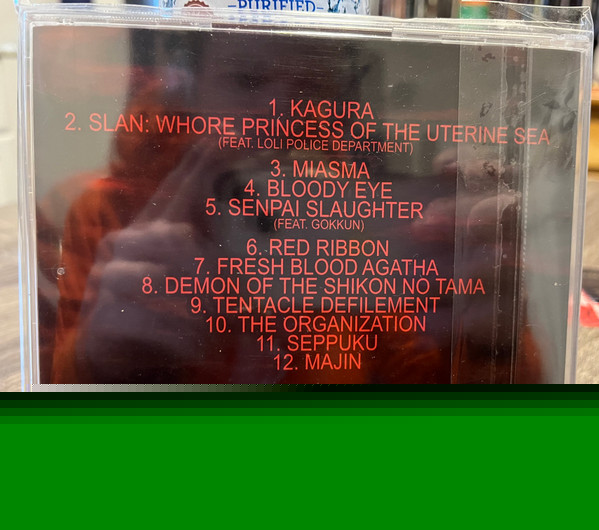 –PURIFIED–
1. KAGURA
2. SLAN: WHORE PRINCESS OF THE UTERINE SEA
(FEAT. LOLI POLICE DEPARTMENT)
3. MIASMA
4. BLOODY EYE
5. SENPAI SLAUGHTER
(FEAT. GOKKUN)
6. RED RIBBON
7. FRESH BLOOD AGATHA
8. DEMON OF THE SHIKON NO TAMA
9. TENTACLE DEFILEMENT
10. THE ORGANIZATION
11. SEPPUKU
12. MAJIN